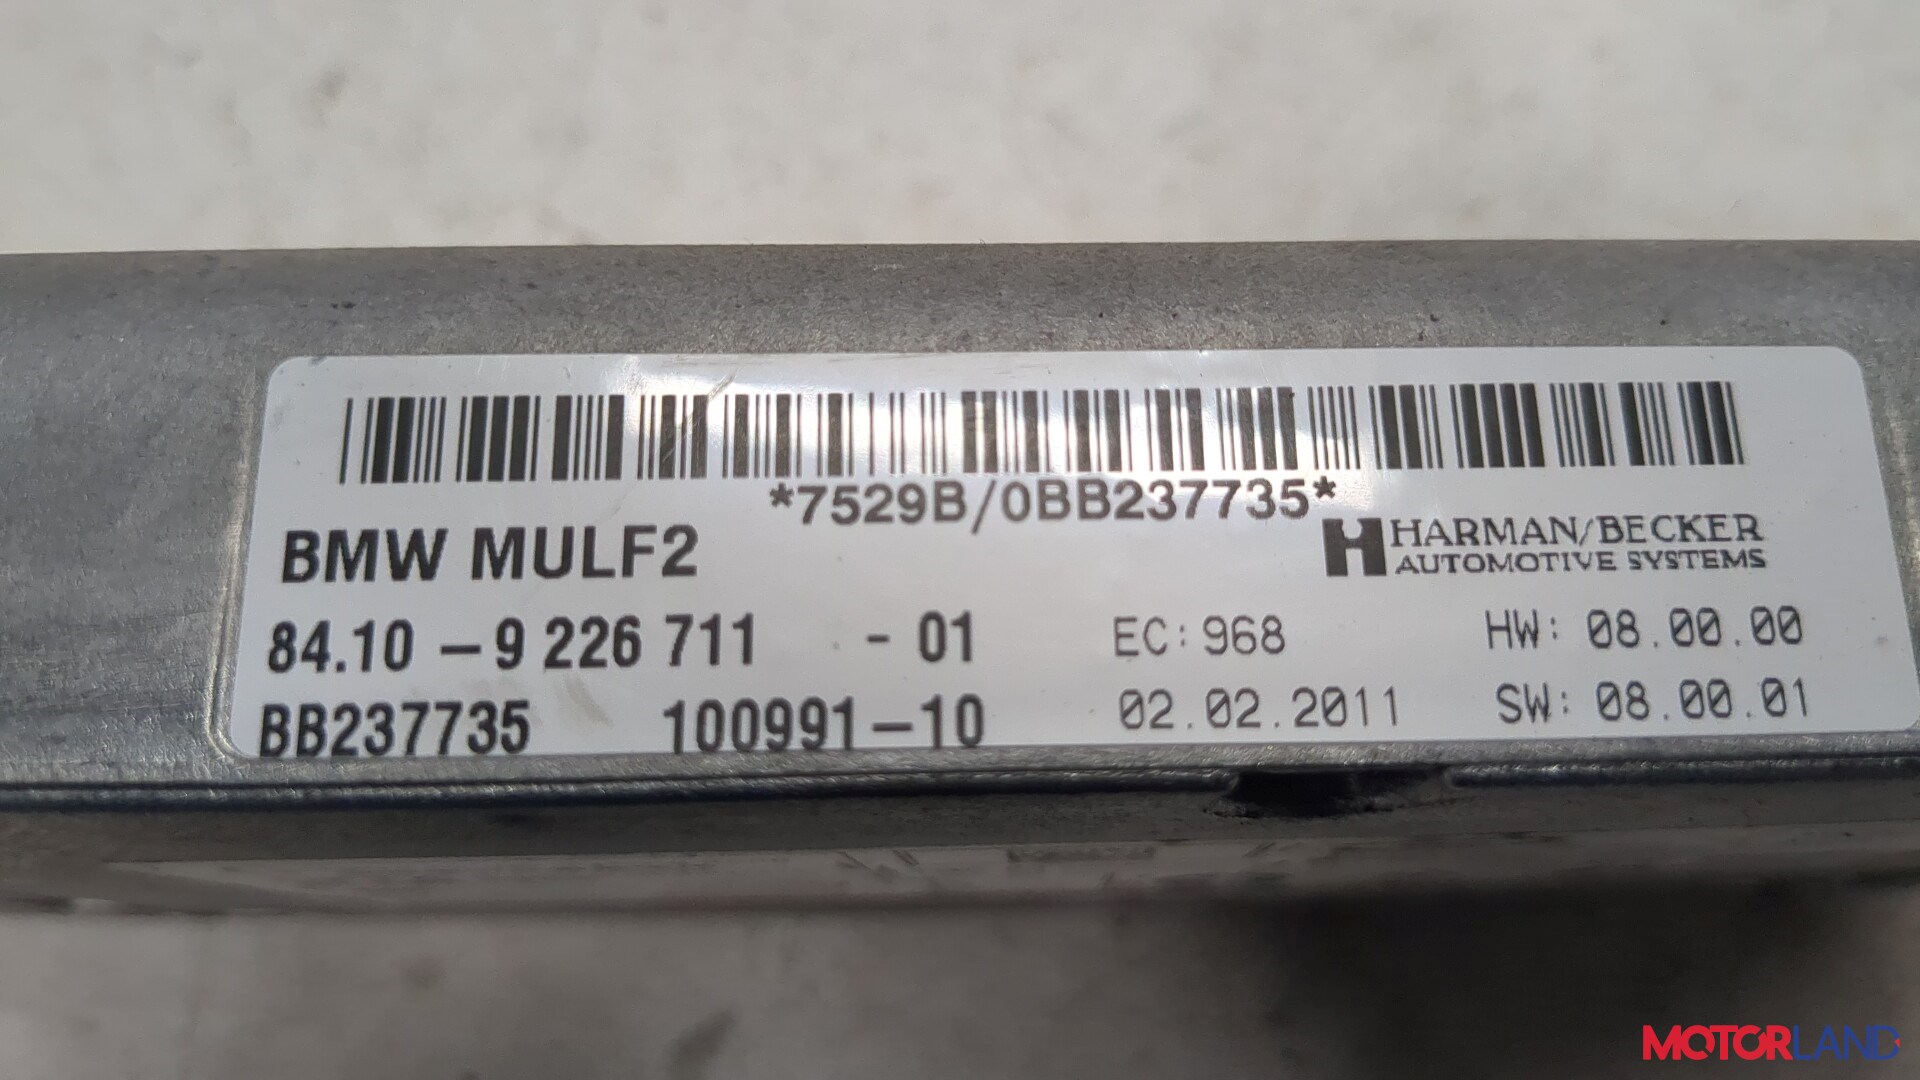 *7529B/0BB237735*
BMW MULF2
HARMAN/BECKER
AUTOMOTIVE SYSTEMS
84.10 - 9 226 711 - 01 EC: 968 HW: 08.00.00
BB237735 100991-10 02.02.2011 SW: 08.00.01
MOTORLAND